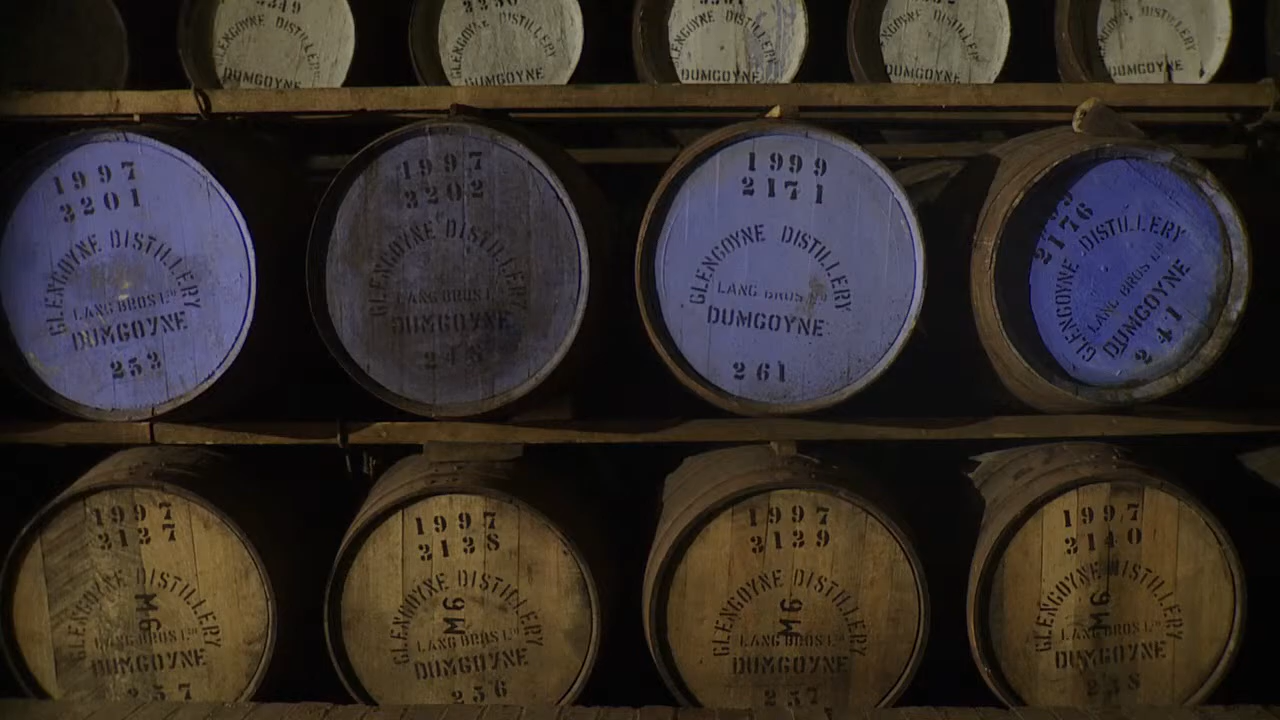 GLENGOYNE DISTILLERY
DUMGOYNE
GLENGOYNE DISTILLERY
DUMGOYNE
GLENGOYNE DISTILLERY
DUMGOYNE
GLENGOYNE DISTILLERY
DUMGOYNE
GLENGOYNE DISTILLERY
DUMGOYNE
1997
3201
GLENGOYNE DISTILLERY
LANG BROS LTD
DUMGOYNE
253
1997
3202
GLENGOYNE DISTILLERY
LANG BROS L
DUMGOYNE
1999
2171
GLENGOYNE DISTILLERY
LANG BROS LTD
DUMGOYNE
261
2176
GLENGOYNE DISTILLERY
LANG BROS LTD
DUMGOYNE
241
1997
3137
GLENGOYNE DISTILLERY
M6
LANG BROS LTD
DUMGOYNE
257
1997
3138
GLENGOYNE DISTILLERY
M6
LANG BROS LTD
DUMGOYNE
256
1997
3139
GLENGOYNE DISTILLERY
M6
LANG BROS LTD
DUMGOYNE
257
1997
3140
GLENGOYNE DISTILLERY
M6
LANG BROS LTD
DUMGOYNE